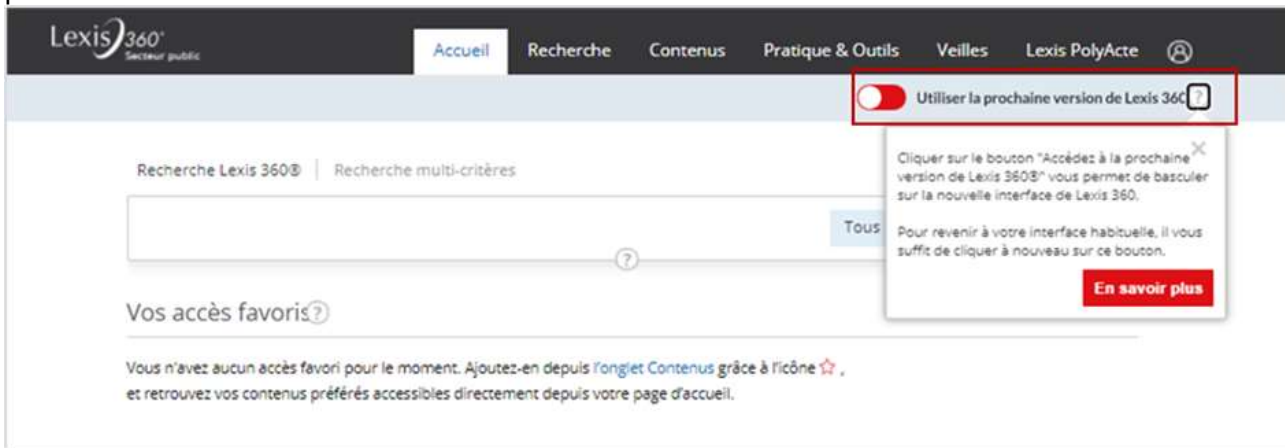 Lexis 360®
Secteur public
Accueil Recherche Contenus Pratique & Outils Veilles Lexis PolyActe
Utiliser la prochaine version de Lexis 360 ?
Recherche Lexis 360® | Recherche multi-critères
Tous
?
Cliquer sur le bouton "Accédez à la prochaine
version de Lexis 360®" vous permet de basculer
sur la nouvelle interface de Lexis 360.
Pour revenir à votre interface habituelle, il vous
suffit de cliquer à nouveau sur ce bouton.
En savoir plus
Vos accès favoris ?
Vous n'avez aucun accès favori pour le moment. Ajoutez-en depuis l'onglet Contenus grâce à l'icône ☆ ,
et retrouvez vos contenus préférés accessibles directement depuis votre page d'accueil.